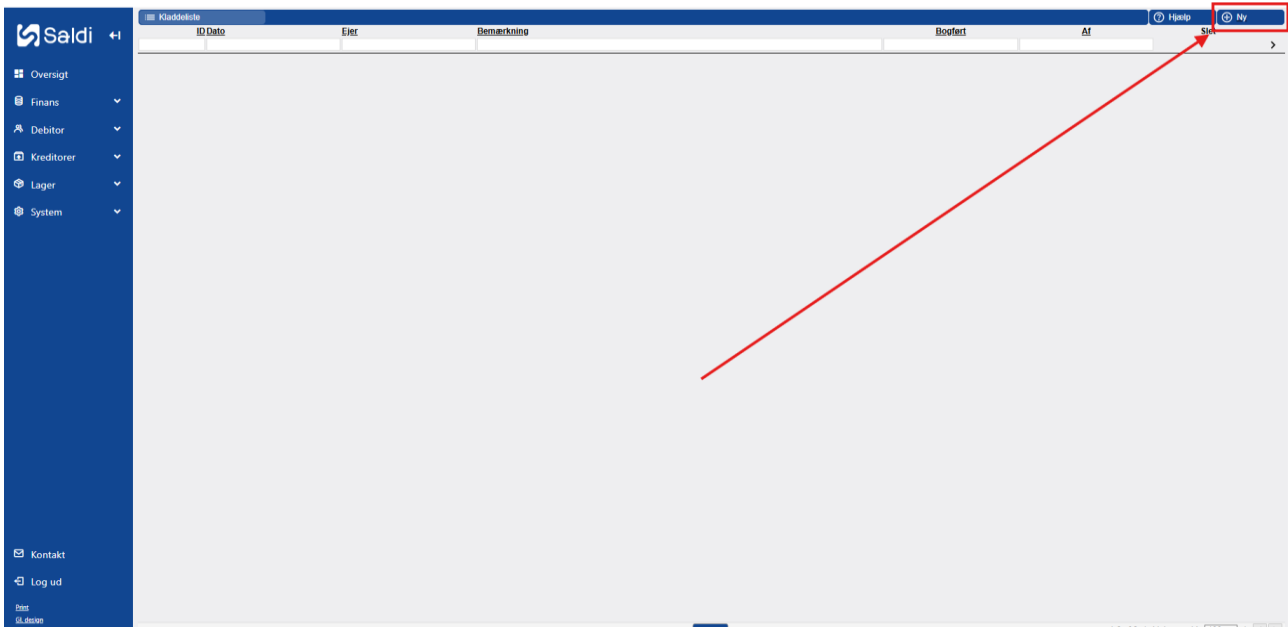 Saldi
Kladdeliste
Hjælp
Ny
ID Dato Ejer Bemærkning Bogført Af
Oversigt
Finans
Debitor
Kreditorer
Lager
System
Kontakt
Log ud
Print
Gl. design